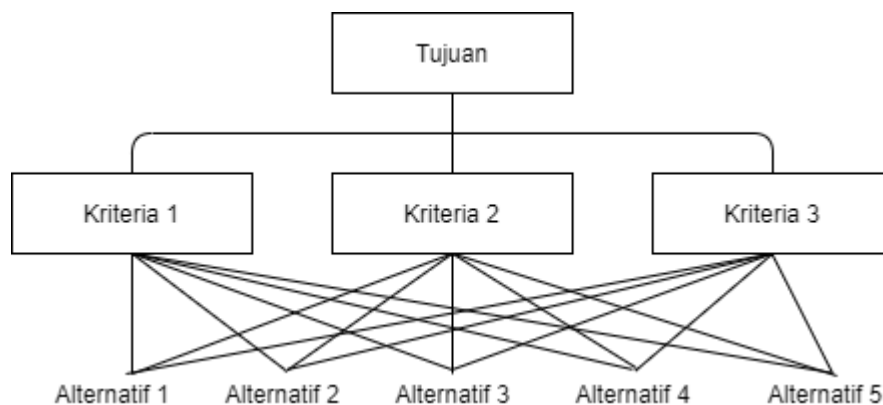 Tujuan
Kriteria 1
Kriteria 2
Kriteria 3
Alternatif 1
Alternatif 2
Alternatif 3
Alternatif 4
Alternatif 5